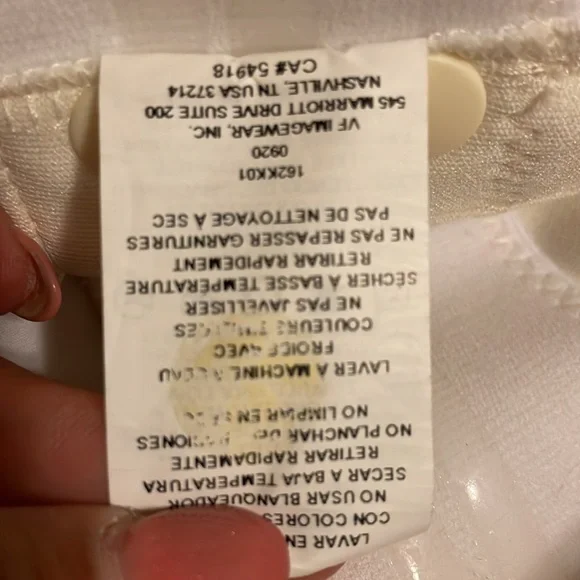 LAVAR EN
CON COLORES
NO USAR BLANQUEADOR
SECAR A BAJA TEMPERATURA
RETIRAR RAPIDAMENTE
NO PLANCHAR
NO LIMPIAR EN
LAVER A MACHINE A
FROIDE AVEC
COULEURS
NE PAS JAVELLISER
SÉCHER À BASSE TEMPÉRATURE
RETIRAR RAPIDEMENT
NE PAS REPASSER GARNITURES
PAS DE NETTOYAGE À SEC
162KK01
0920
VF IMAGEWEAR, INC.
545 MARRIOTT DRIVE SUITE 200
NASHVILLE, TN USA 37214
CA# 54918